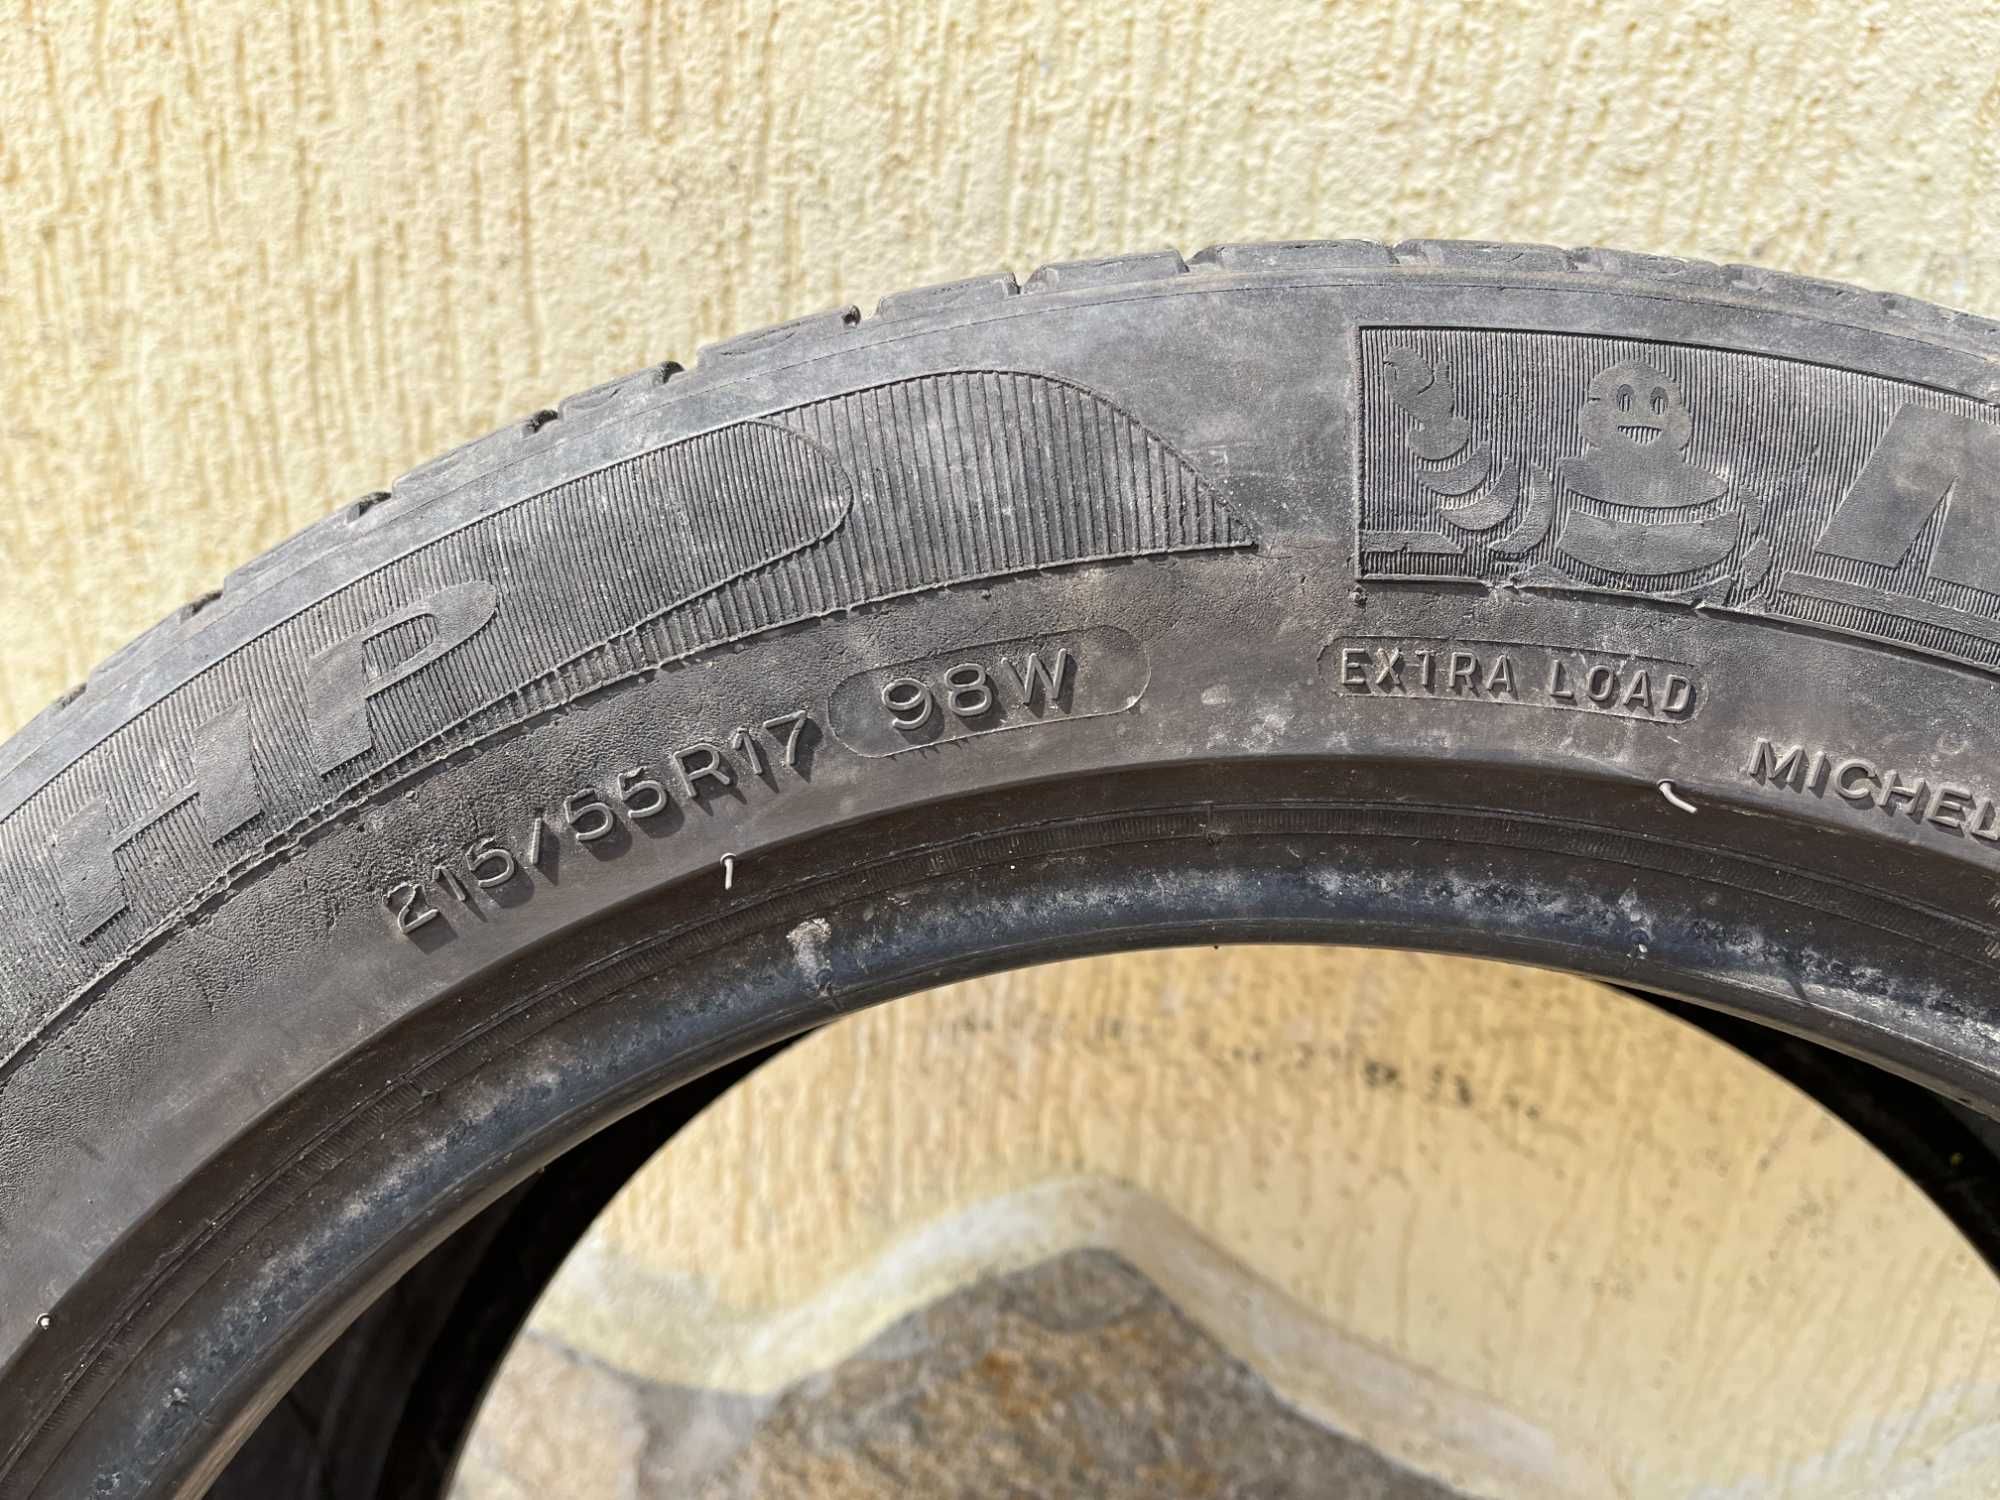 HP
215/55R17 98W
EXTRA LOAD
MICHEL